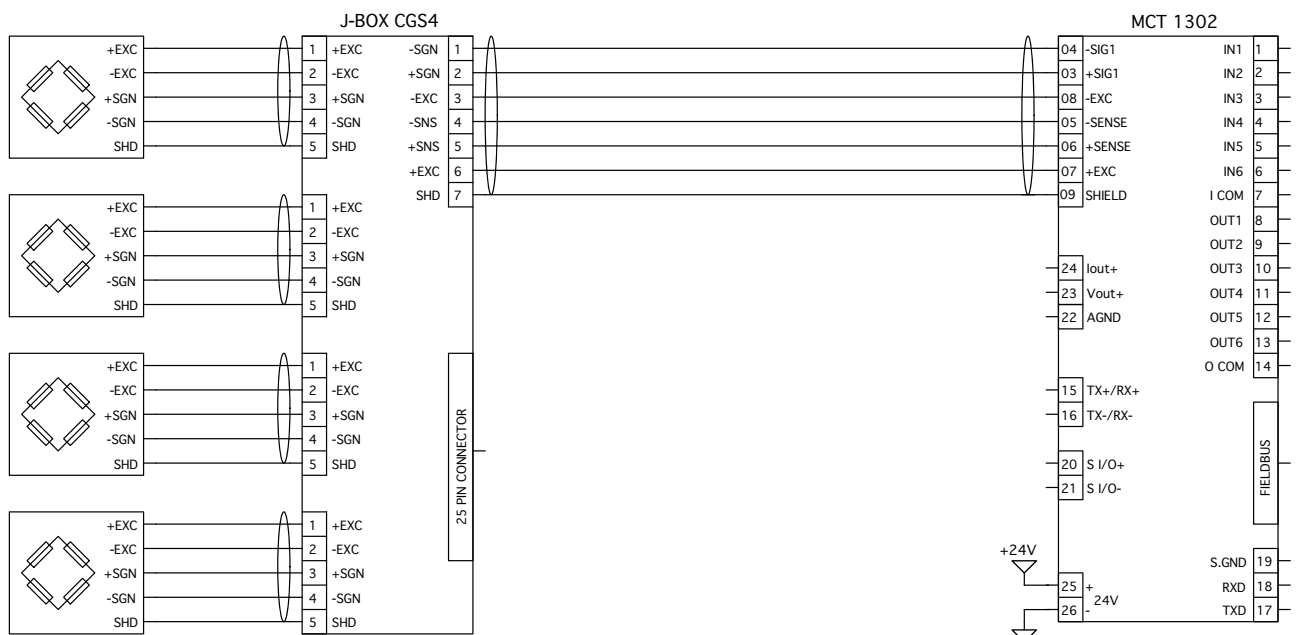 J-BOX CGS4 MCT 1302
+EXC 1 +EXC -SGN 1 04 -SIG1 IN1 1
-EXC 2 -EXC +SGN 2 03 +SIG1 IN2 2
+SGN 3 +SGN -EXC 3 08 -EXC IN3 3
-SGN 4 -SGN -SNS 4 05 -SENSE IN4 4
SHD 5 SHD +SNS 5 06 +SENSE IN5 5
+EXC 6 07 +EXC IN6 6
SHD 7 09 SHIELD I COM 7
+EXC 1 +EXC
OUT1 8
-EXC 2 -EXC
OUT2 9
+SGN 3 +SGN
24 Iout+ OUT3 10
-SGN 4 -SGN
23 Vout+ OUT4 11
SHD 5 SHD
22 AGND OUT5 12
OUT6 13
+EXC 1 +EXC O COM 14
-EXC 2 -EXC 15 TX+/RX+
+SGN 3 +SGN 16 TX-/RX-
-SGN 4 -SGN
SHD 5 SHD 20 S I/O+
21 S I/O-
25 PIN CONNECTOR
FIELDBUS
+EXC 1 +EXC
-EXC 2 -EXC
+24V
S.GND 19
+SGN 3 +SGN
25 + RXD 18
24V
-SGN 4 -SGN
26 - TXD 17
SHD 5 SHD